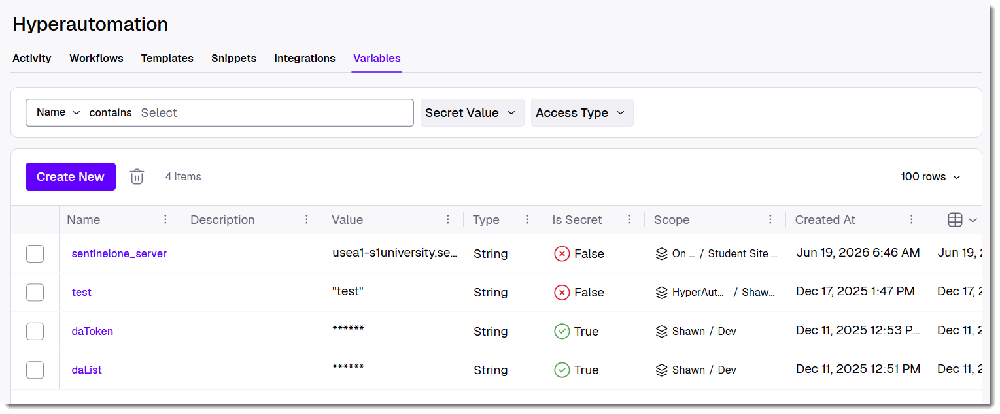 Hyperautomation
Activity Workflows Templates Snippets Integrations Variables
Name contains Select Secret Value Access Type
Create New 4 Items 100 rows
Name Description Value Type Is Secret Scope Created At
sentinelone_server usea1-s1university.se... String False On ... / Student Site ... Jun 19, 2026 6:46 AM Jun 19,
test "test" String False HyperAut... / Shaw... Dec 17, 2025 1:47 PM Dec 17,
daToken ****** String True Shawn / Dev Dec 11, 2025 12:53 P... Dec 11,
daList ****** String True Shawn / Dev Dec 11, 2025 12:51 PM Dec 11,